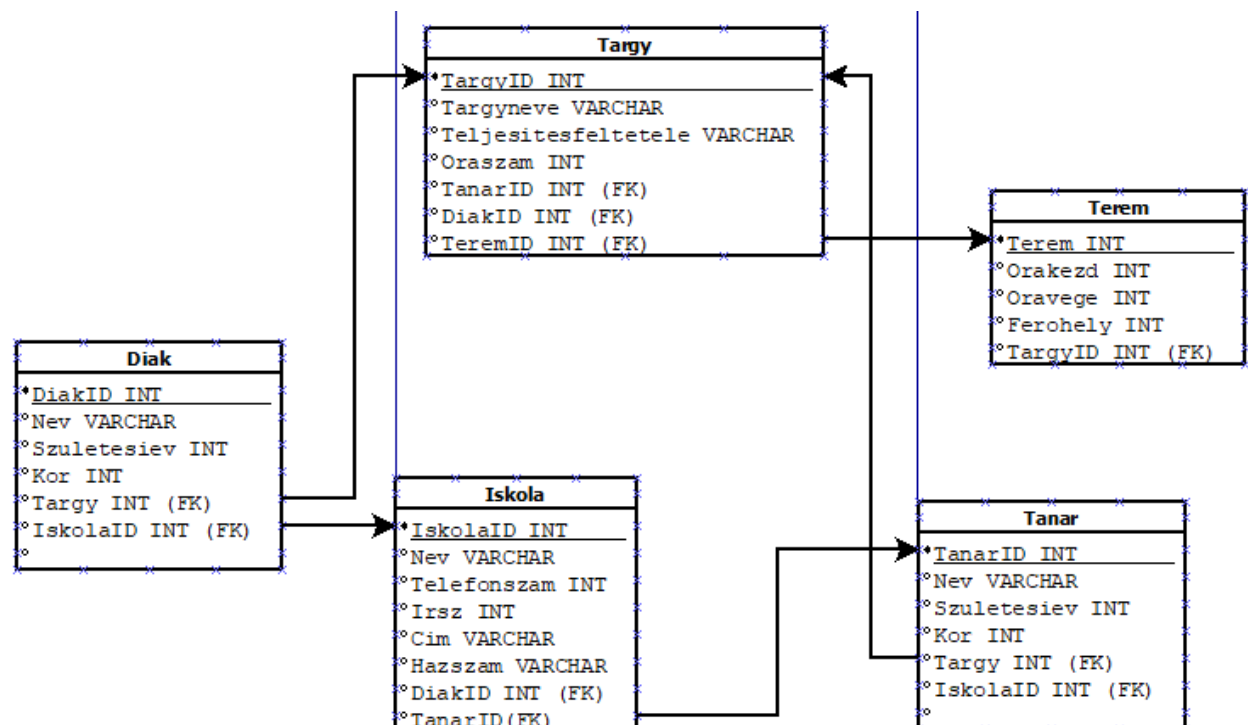 Targy
TargyID INT
Targyneve VARCHAR
Teljesitesfeltetele VARCHAR
Oraszam INT
TanarID INT (FK)
DiakID INT (FK)
TeremID INT (FK)
Terem
Terem INT
Orakezd INT
Oravege INT
Ferohely INT
TargyID INT (FK)
Diak
DiakID INT
Nev VARCHAR
Szuletesiev INT
Kor INT
Targy INT (FK)
IskolaID INT (FK)
Iskola
IskolaID INT
Nev VARCHAR
Telefonszam INT
Irsz INT
Cim VARCHAR
Hazszam VARCHAR
DiakID INT (FK)
TanarID(FK)
Tanar
TanarID INT
Nev VARCHAR
Szuletesiev INT
Kor INT
Targy INT (FK)
IskolaID INT (FK)